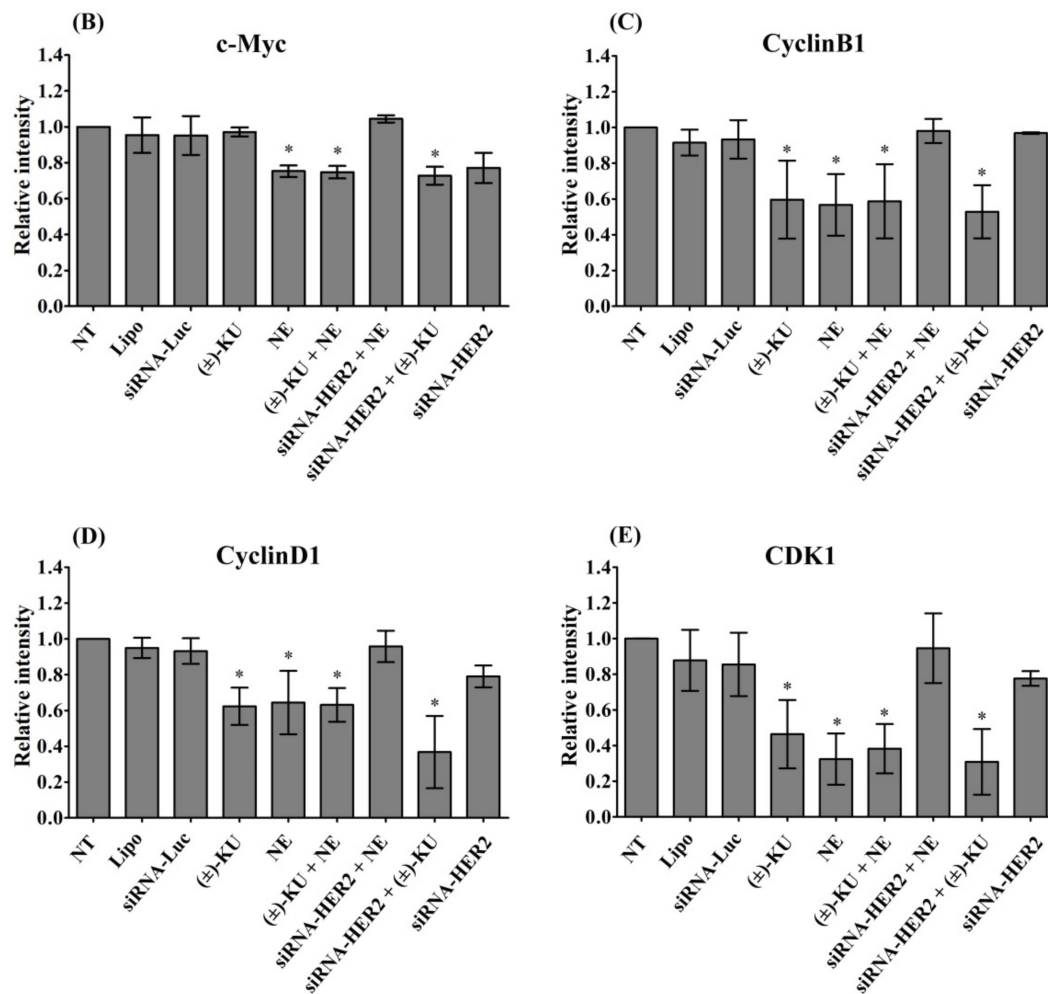 (B)
c-Myc
Relative intensity
1.4
1.2
1.0
0.8
0.6
0.4
0.2
0.0
*
*
*
NT
Lipo
siRNA-Luc
(±)-KU
NE
(±)-KU + NE
siRNA-HER2 + NE
siRNA-HER2 + (±)-KU
siRNA-HER2
(C)
CyclinB1
Relative intensity
1.4
1.2
1.0
0.8
0.6
0.4
0.2
0.0
*
*
*
*
NT
Lipo
siRNA-Luc
(±)-KU
NE
(±)-KU + NE
siRNA-HER2 + NE
siRNA-HER2 + (±)-KU
siRNA-HER2
(D)
CyclinD1
Relative intensity
1.4
1.2
1.0
0.8
0.6
0.4
0.2
0.0
*
*
*
*
NT
Lipo
siRNA-Luc
(±)-KU
NE
(±)-KU + NE
siRNA-HER2 + NE
siRNA-HER2 + (±)-KU
siRNA-HER2
(E)
CDK1
Relative intensity
1.4
1.2
1.0
0.8
0.6
0.4
0.2
0.0
*
*
*
*
NT
Lipo
siRNA-Luc
(±)-KU
NE
(±)-KU + NE
siRNA-HER2 + NE
siRNA-HER2 + (±)-KU
siRNA-HER2